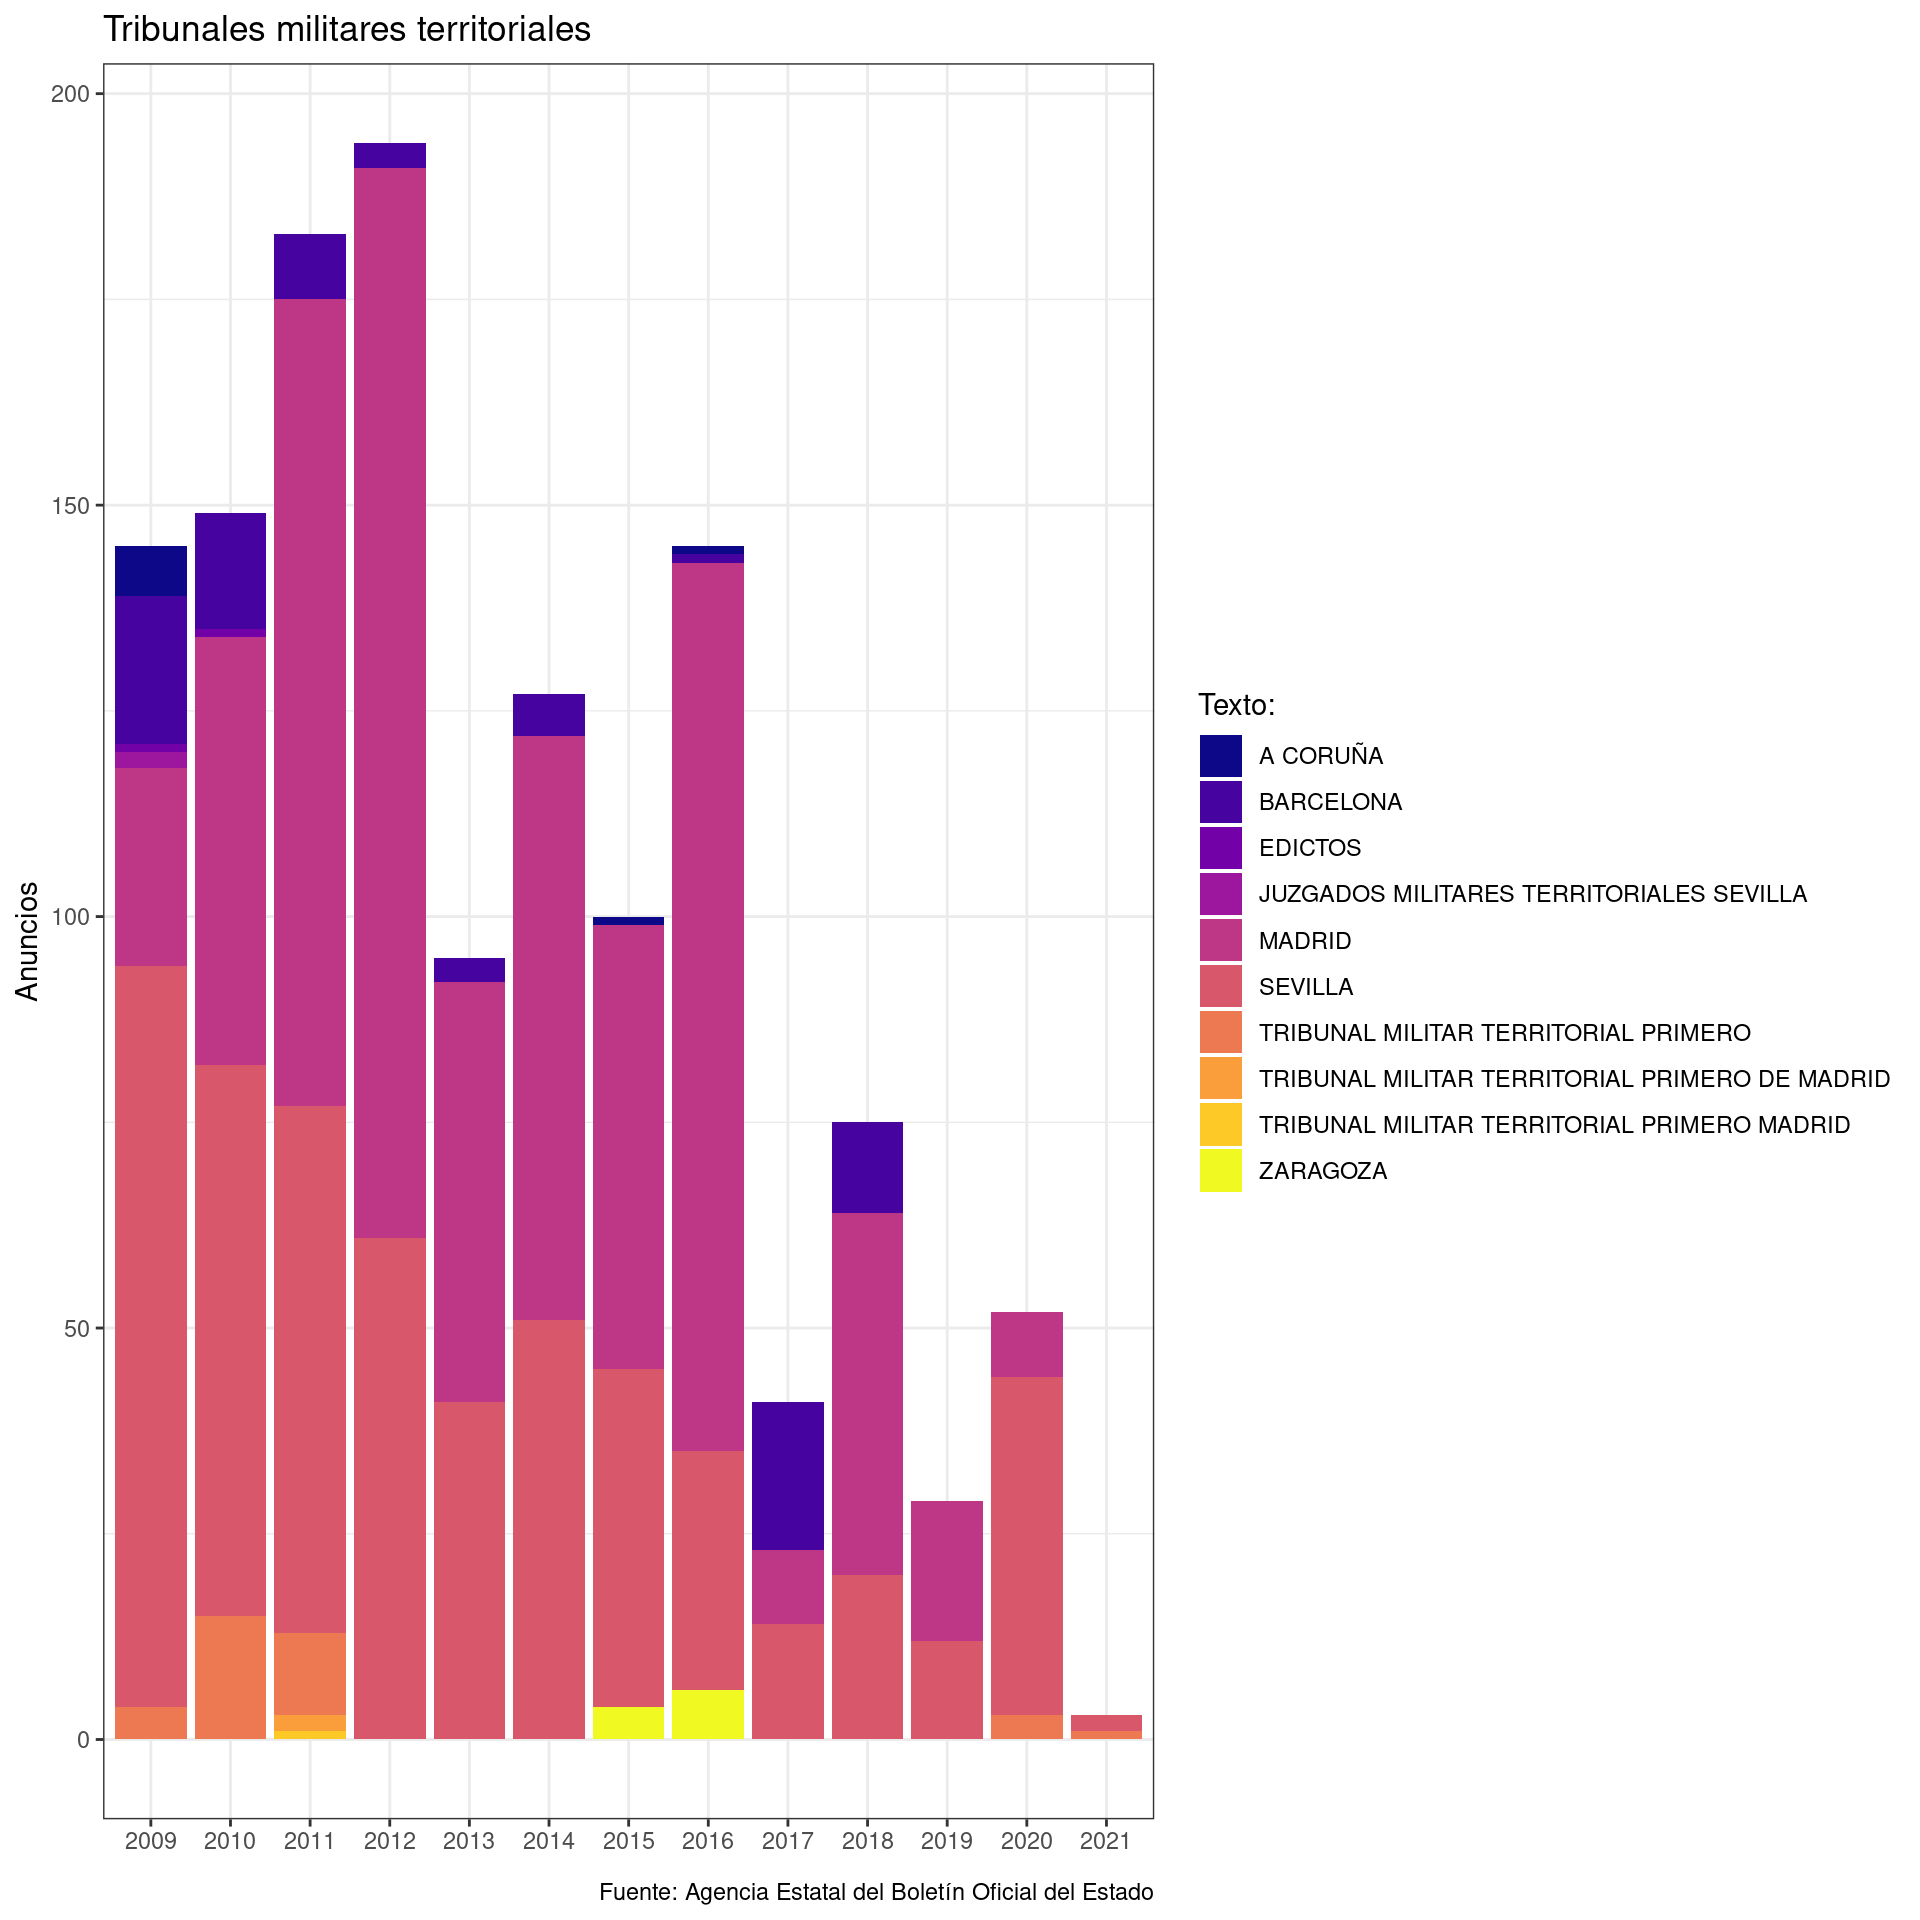 Tribunales militares territoriales
Anuncios
200
150
100
50
0
2009 2010 2011 2012 2013 2014 2015 2016 2017 2018 2019 2020 2021
Texto:
A CORUÑA
BARCELONA
EDICTOS
JUZGADOS MILITARES TERRITORIALES SEVILLA
MADRID
SEVILLA
TRIBUNAL MILITAR TERRITORIAL PRIMERO
TRIBUNAL MILITAR TERRITORIAL PRIMERO DE MADRID
TRIBUNAL MILITAR TERRITORIAL PRIMERO MADRID
ZARAGOZA
Fuente: Agencia Estatal del Boletín Oficial del Estado